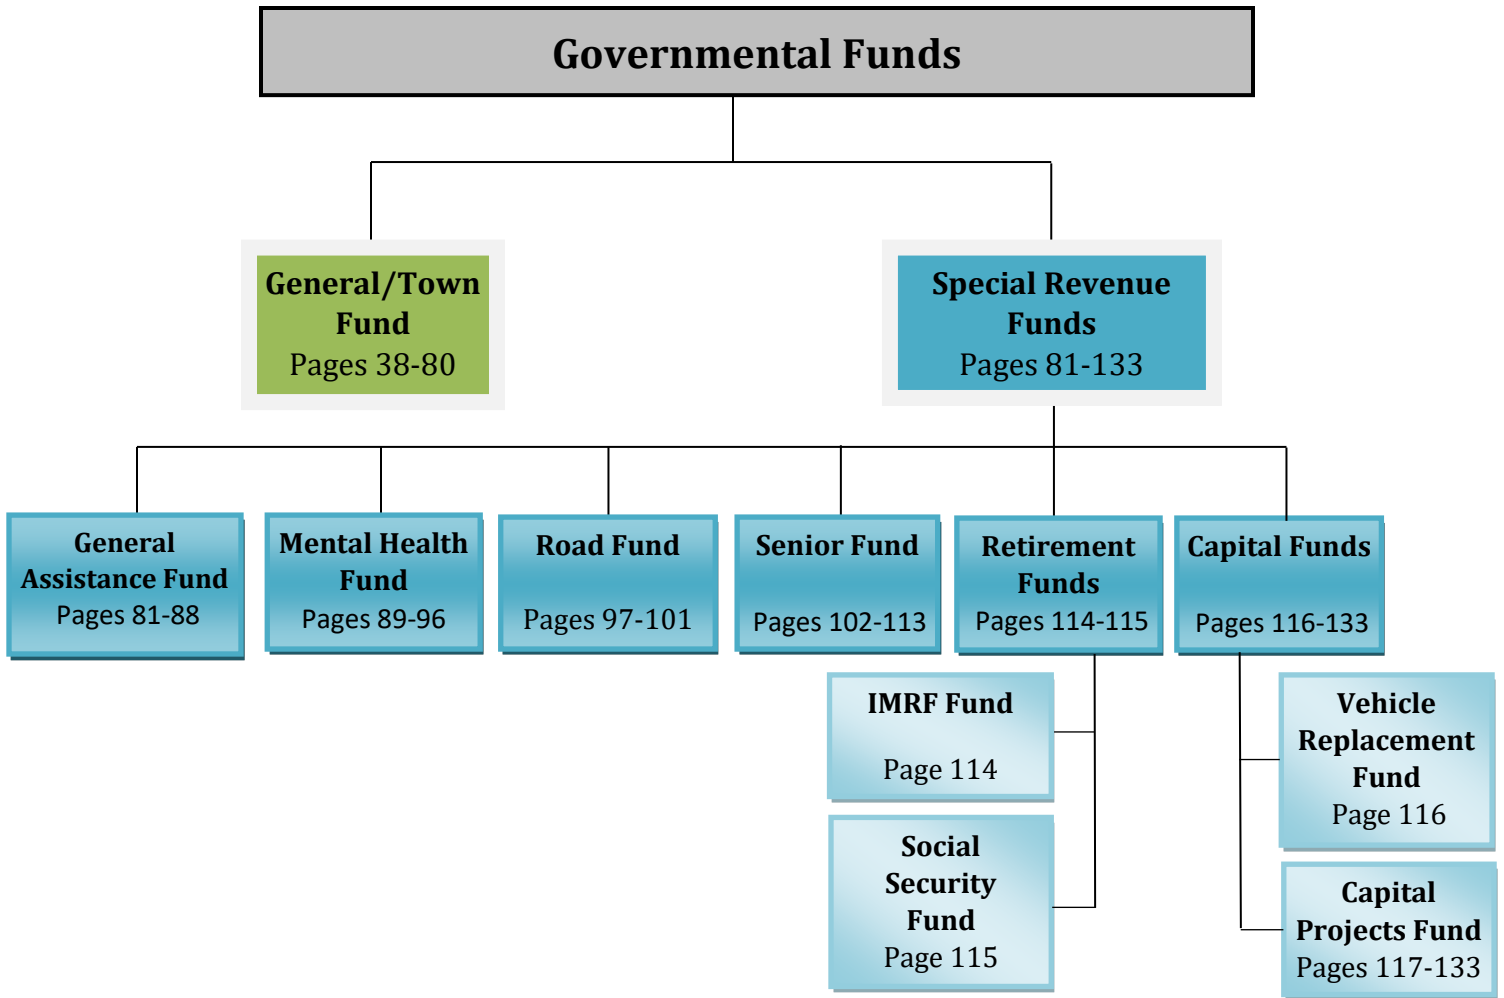 Governmental Funds
General/Town
Fund
Pages 38-80
Special Revenue
Funds
Pages 81-133
General
Assistance Fund
Pages 81-88
Mental Health
Fund
Pages 89-96
Road Fund
Pages 97-101
Senior Fund
Pages 102-113
Retirement
Funds
Pages 114-115
Capital Funds
Pages 116-133
IMRF Fund
Page 114
Social
Security
Fund
Page 115
Vehicle
Replacement
Fund
Page 116
Capital
Projects Fund
Pages 117-133